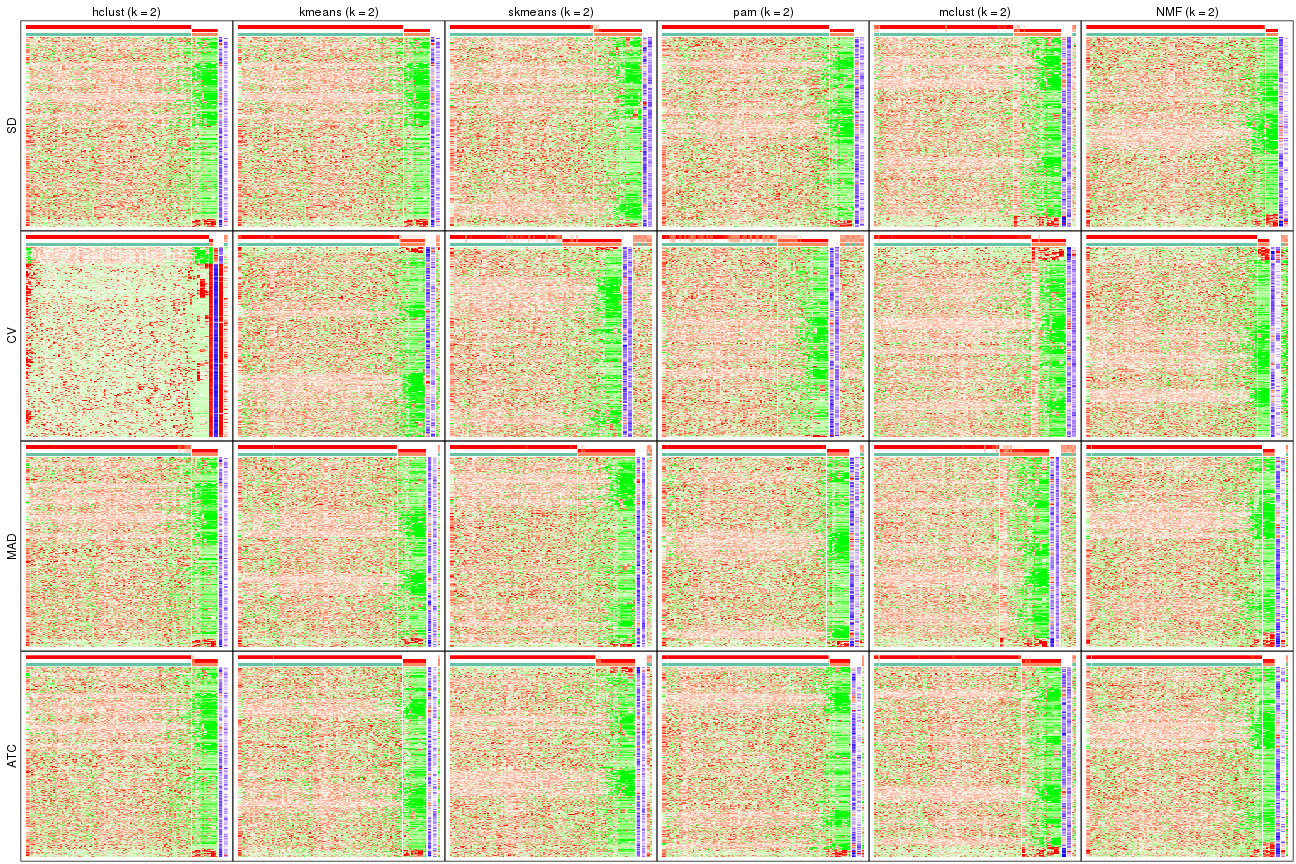 hclust (k = 2) kmeans (k = 2) skmeans (k = 2) pam (k = 2) mclust (k = 2) NMF (k = 2)
SD
CV
MAD
ATC